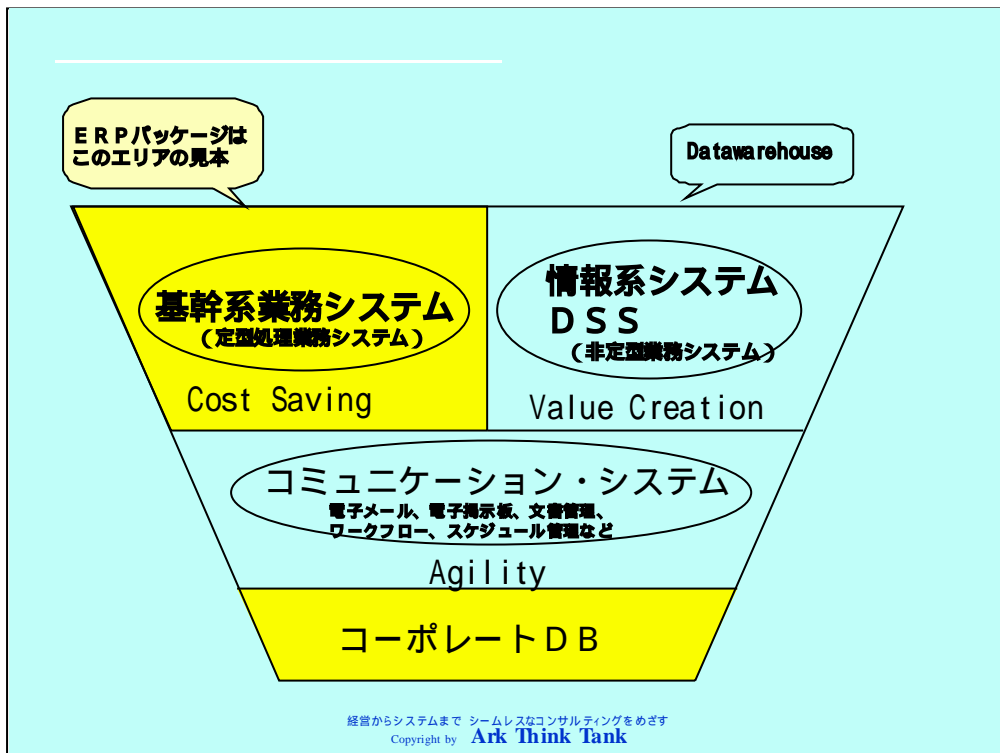 ＥＲＰパッケージは
このエリアの見本
Datawarehouse
基幹系業務システム
（定型処理業務システム）
Cost Saving
情報系システム
ＤＳＳ
（非定型業務システム）
Value Creation
コミュニケーション・システム
電子メール、電子掲示板、文書管理、
ワークフロー、スケジュール管理など
Agility
コーポレートＤＢ
経営からシステムまで シームレスなコンサルティングをめざす
Copyright by Ark Think Tank